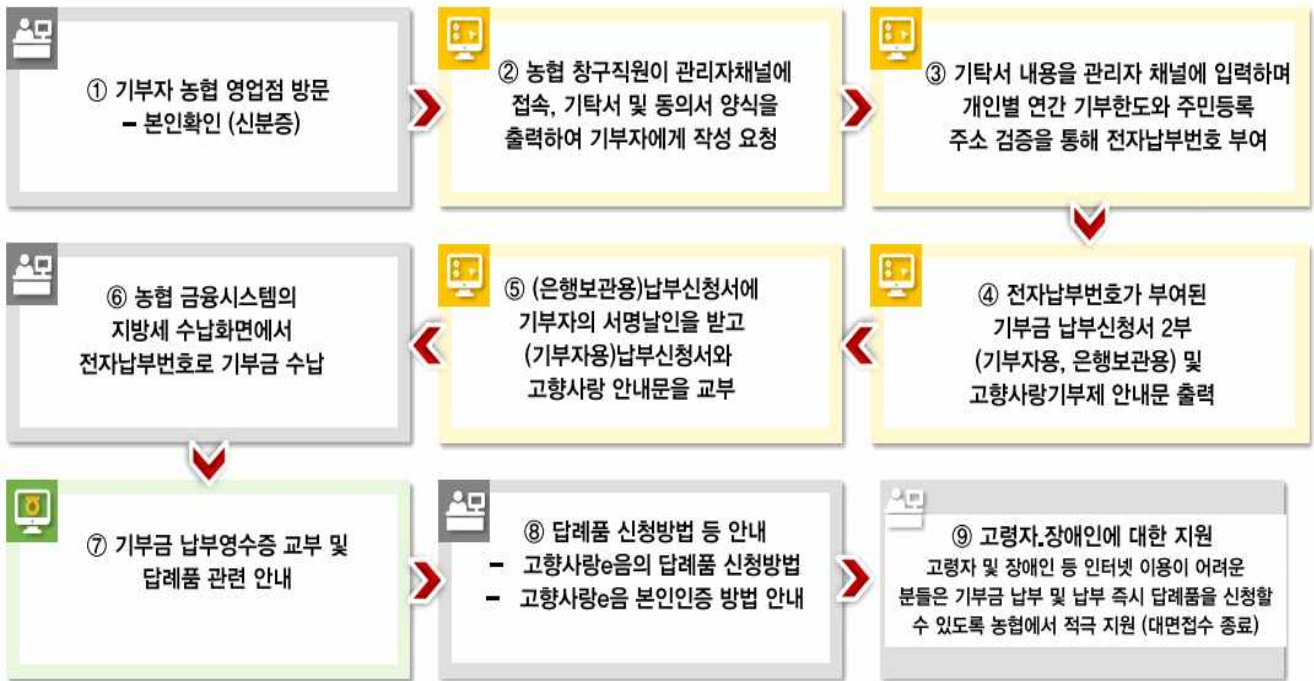 ① 기부자 농협 영업점 방문
– 본인확인 (신분증)
② 농협 창구직원이 관리자채널에
접속, 기탁서 및 동의서 양식을
출력하여 기부자에게 작성 요청
③ 기탁서 내용을 관리자 채널에 입력하며
개인별 연간 기부한도와 주민등록
주소 검증을 통해 전자납부번호 부여
④ 전자납부번호가 부여된
기부금 납부신청서 2부
(기부자용, 은행보관용) 및
고향사랑기부제 안내문 출력
⑤ (은행보관용)납부신청서에
기부자의 서명날인을 받고
(기부자용)납부신청서와
고향사랑 안내문을 교부
⑥ 농협 금융시스템의
지방세 수납화면에서
전자납부번호로 기부금 수납
⑦ 기부금 납부영수증 교부 및
답례품 관련 안내
⑧ 답례품 신청방법 등 안내
– 고향사랑e음의 답례품 신청방법
– 고향사랑e음 본인인증 방법 안내
⑨ 고령자.장애인에 대한 지원
고령자 및 장애인 등 인터넷 이용이 어려운
분들은 기부금 납부 및 납부 즉시 답례품을 신청할
수 있도록 농협에서 적극 지원 (대면접수 종료)